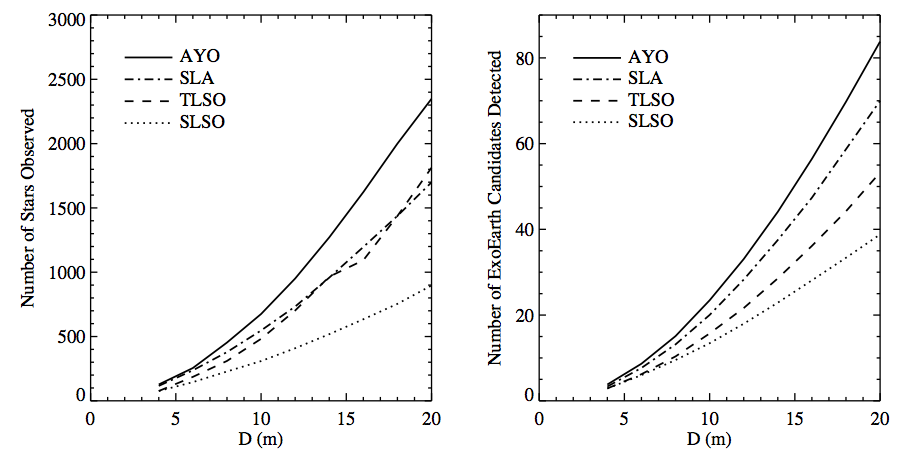 3000
2500
2000
1500
1000
500
0
Number of Stars Observed
AYO
SLA
TLSO
SLSO
0 5 10 15 20
D (m)
80
60
40
20
0
Number of ExoEarth Candidates Detected
AYO
SLA
TLSO
SLSO
0 5 10 15 20
D (m)